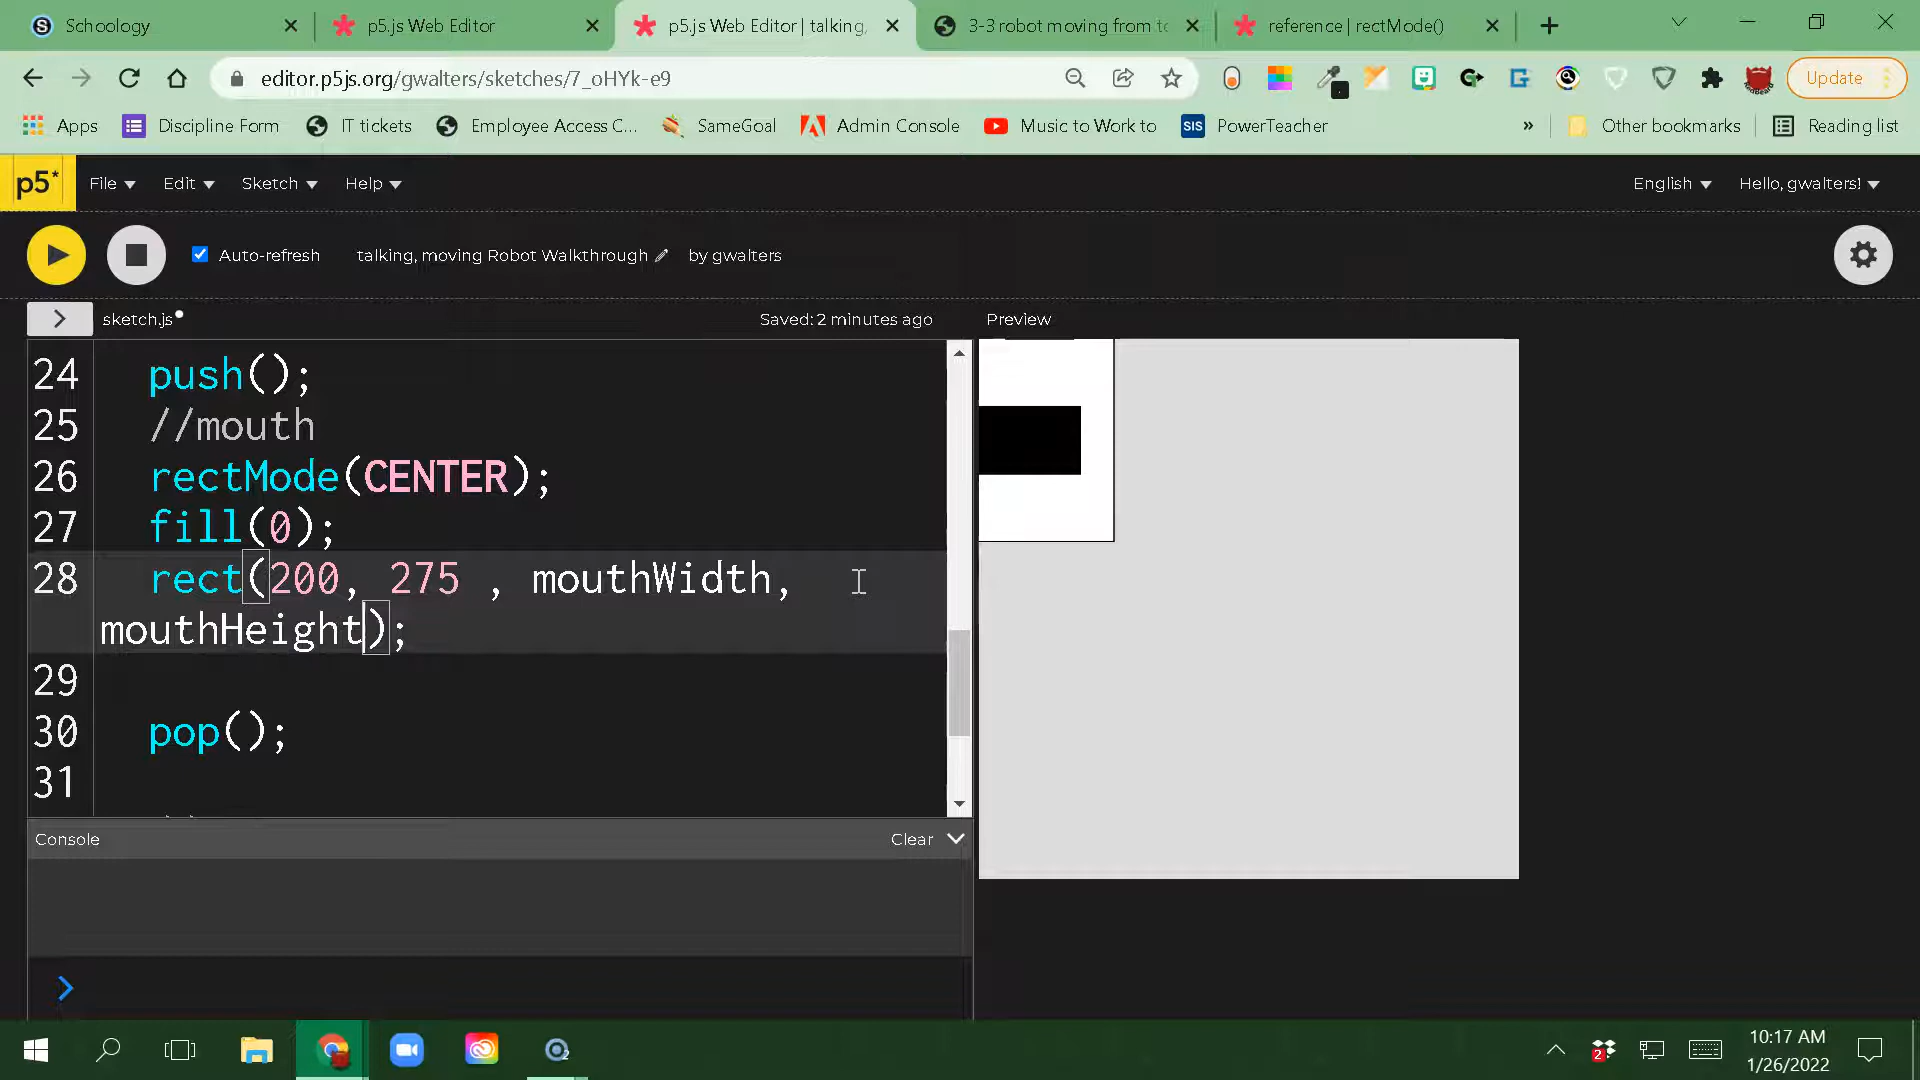 Schoology
p5.js Web Editor
p5.js Web Editor | talking,
3-3 robot moving from to
reference | rectMode()
editor.p5js.org/gwalters/sketches/7_oHYk-e9
Update
Apps
Discipline Form
IT tickets
Employee Access C...
SameGoal
Admin Console
Music to Work to
SIS PowerTeacher
»
Other bookmarks
Reading list
p5*
File
Edit
Sketch
Help
English
Hello, gwalters!
Auto-refresh
talking, moving Robot Walkthrough
by gwalters
sketch.js
Saved: 2 minutes ago
Preview
24 push();
25 //mouth
26 rectMode(CENTER);
27 fill(0);
28 rect(200, 275 , mouthWidth,
mouthHeight);
29
30 pop();
31
Console
Clear
2
2
10:17 AM
1/26/2022